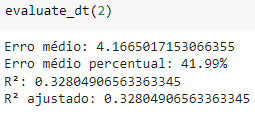 evaluate_dt(2)
Erro médio: 4.1665017153066355
Erro médio percentual: 41.99%
R²: 0.32804906563363345
R² ajustado: 0.32804906563363345